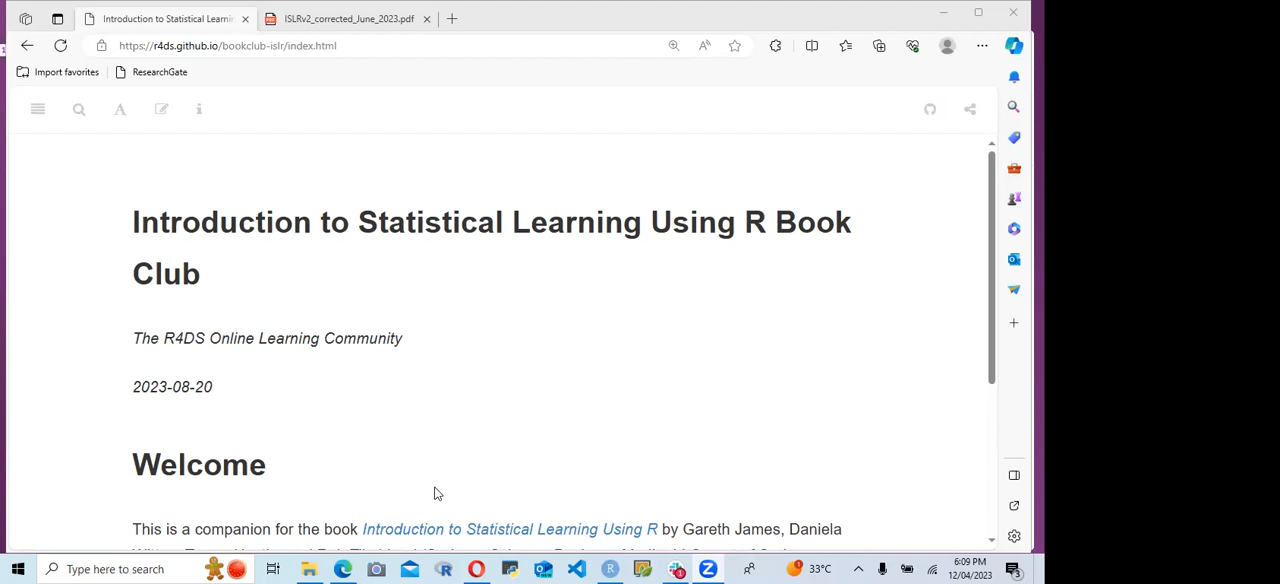 Introduction to Statistical Learnin
ISLRv2_corrected_June_2023.pdf
https://r4ds.github.io/bookclub-islr/index.html
Import favorites
ResearchGate
Introduction to Statistical Learning Using R Book
Club
The R4DS Online Learning Community
2023-08-20
Welcome
This is a companion for the book Introduction to Statistical Learning Using R by Gareth James, Daniela
Type here to search
33°C
6:09 PM
12/04/2023